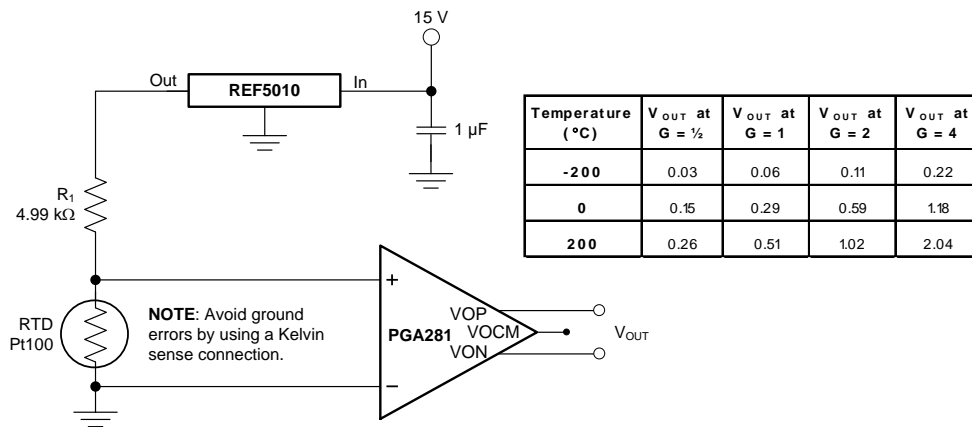 15 V
Out
REF5010
In
1 µF
R1
4.99 kΩ
RTD
Pt100
NOTE: Avoid ground
errors by using a Kelvin
sense connection.
+
−
PGA281
VOP
VOCM
VON
VOUT
Temperature (°C) VOUT at G = ½ VOUT at G = 1 VOUT at G = 2 VOUT at G = 4
-200 0.03 0.06 0.11 0.22
0 0.15 0.29 0.59 1.18
200 0.26 0.51 1.02 2.04